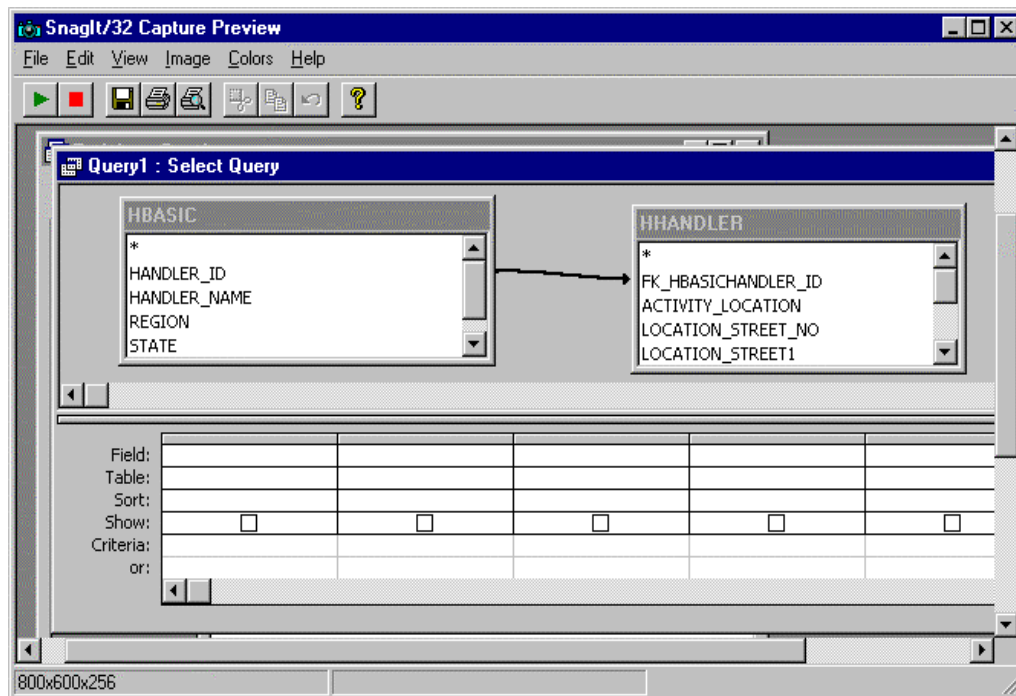 SnagIt/32 Capture Preview
File Edit View Image Colors Help
Query1 : Select Query
HBASIC
*
HANDLER_ID
HANDLER_NAME
REGION
STATE
HHANDLER
*
FK_HBASICHANDLER_ID
ACTIVITY_LOCATION
LOCATION_STREET_NO
LOCATION_STREET1
Field:
Table:
Sort:
Show:
Criteria:
or:
800x600x256